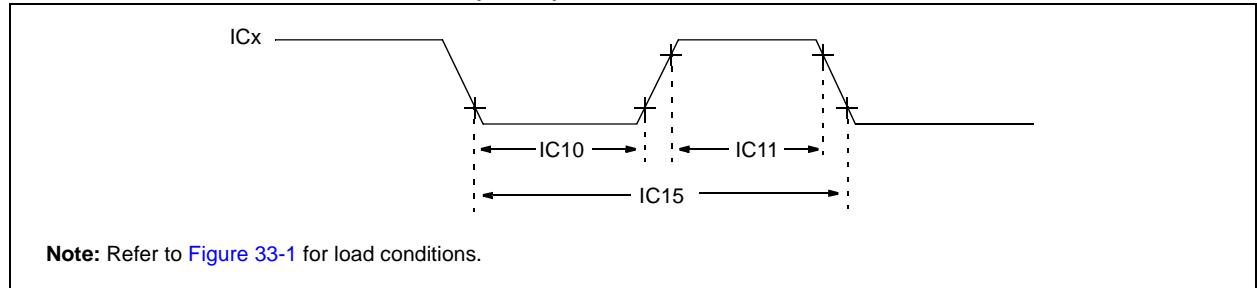 ICx
IC10
IC11
IC15
Note: Refer to Figure 33-1 for load conditions.